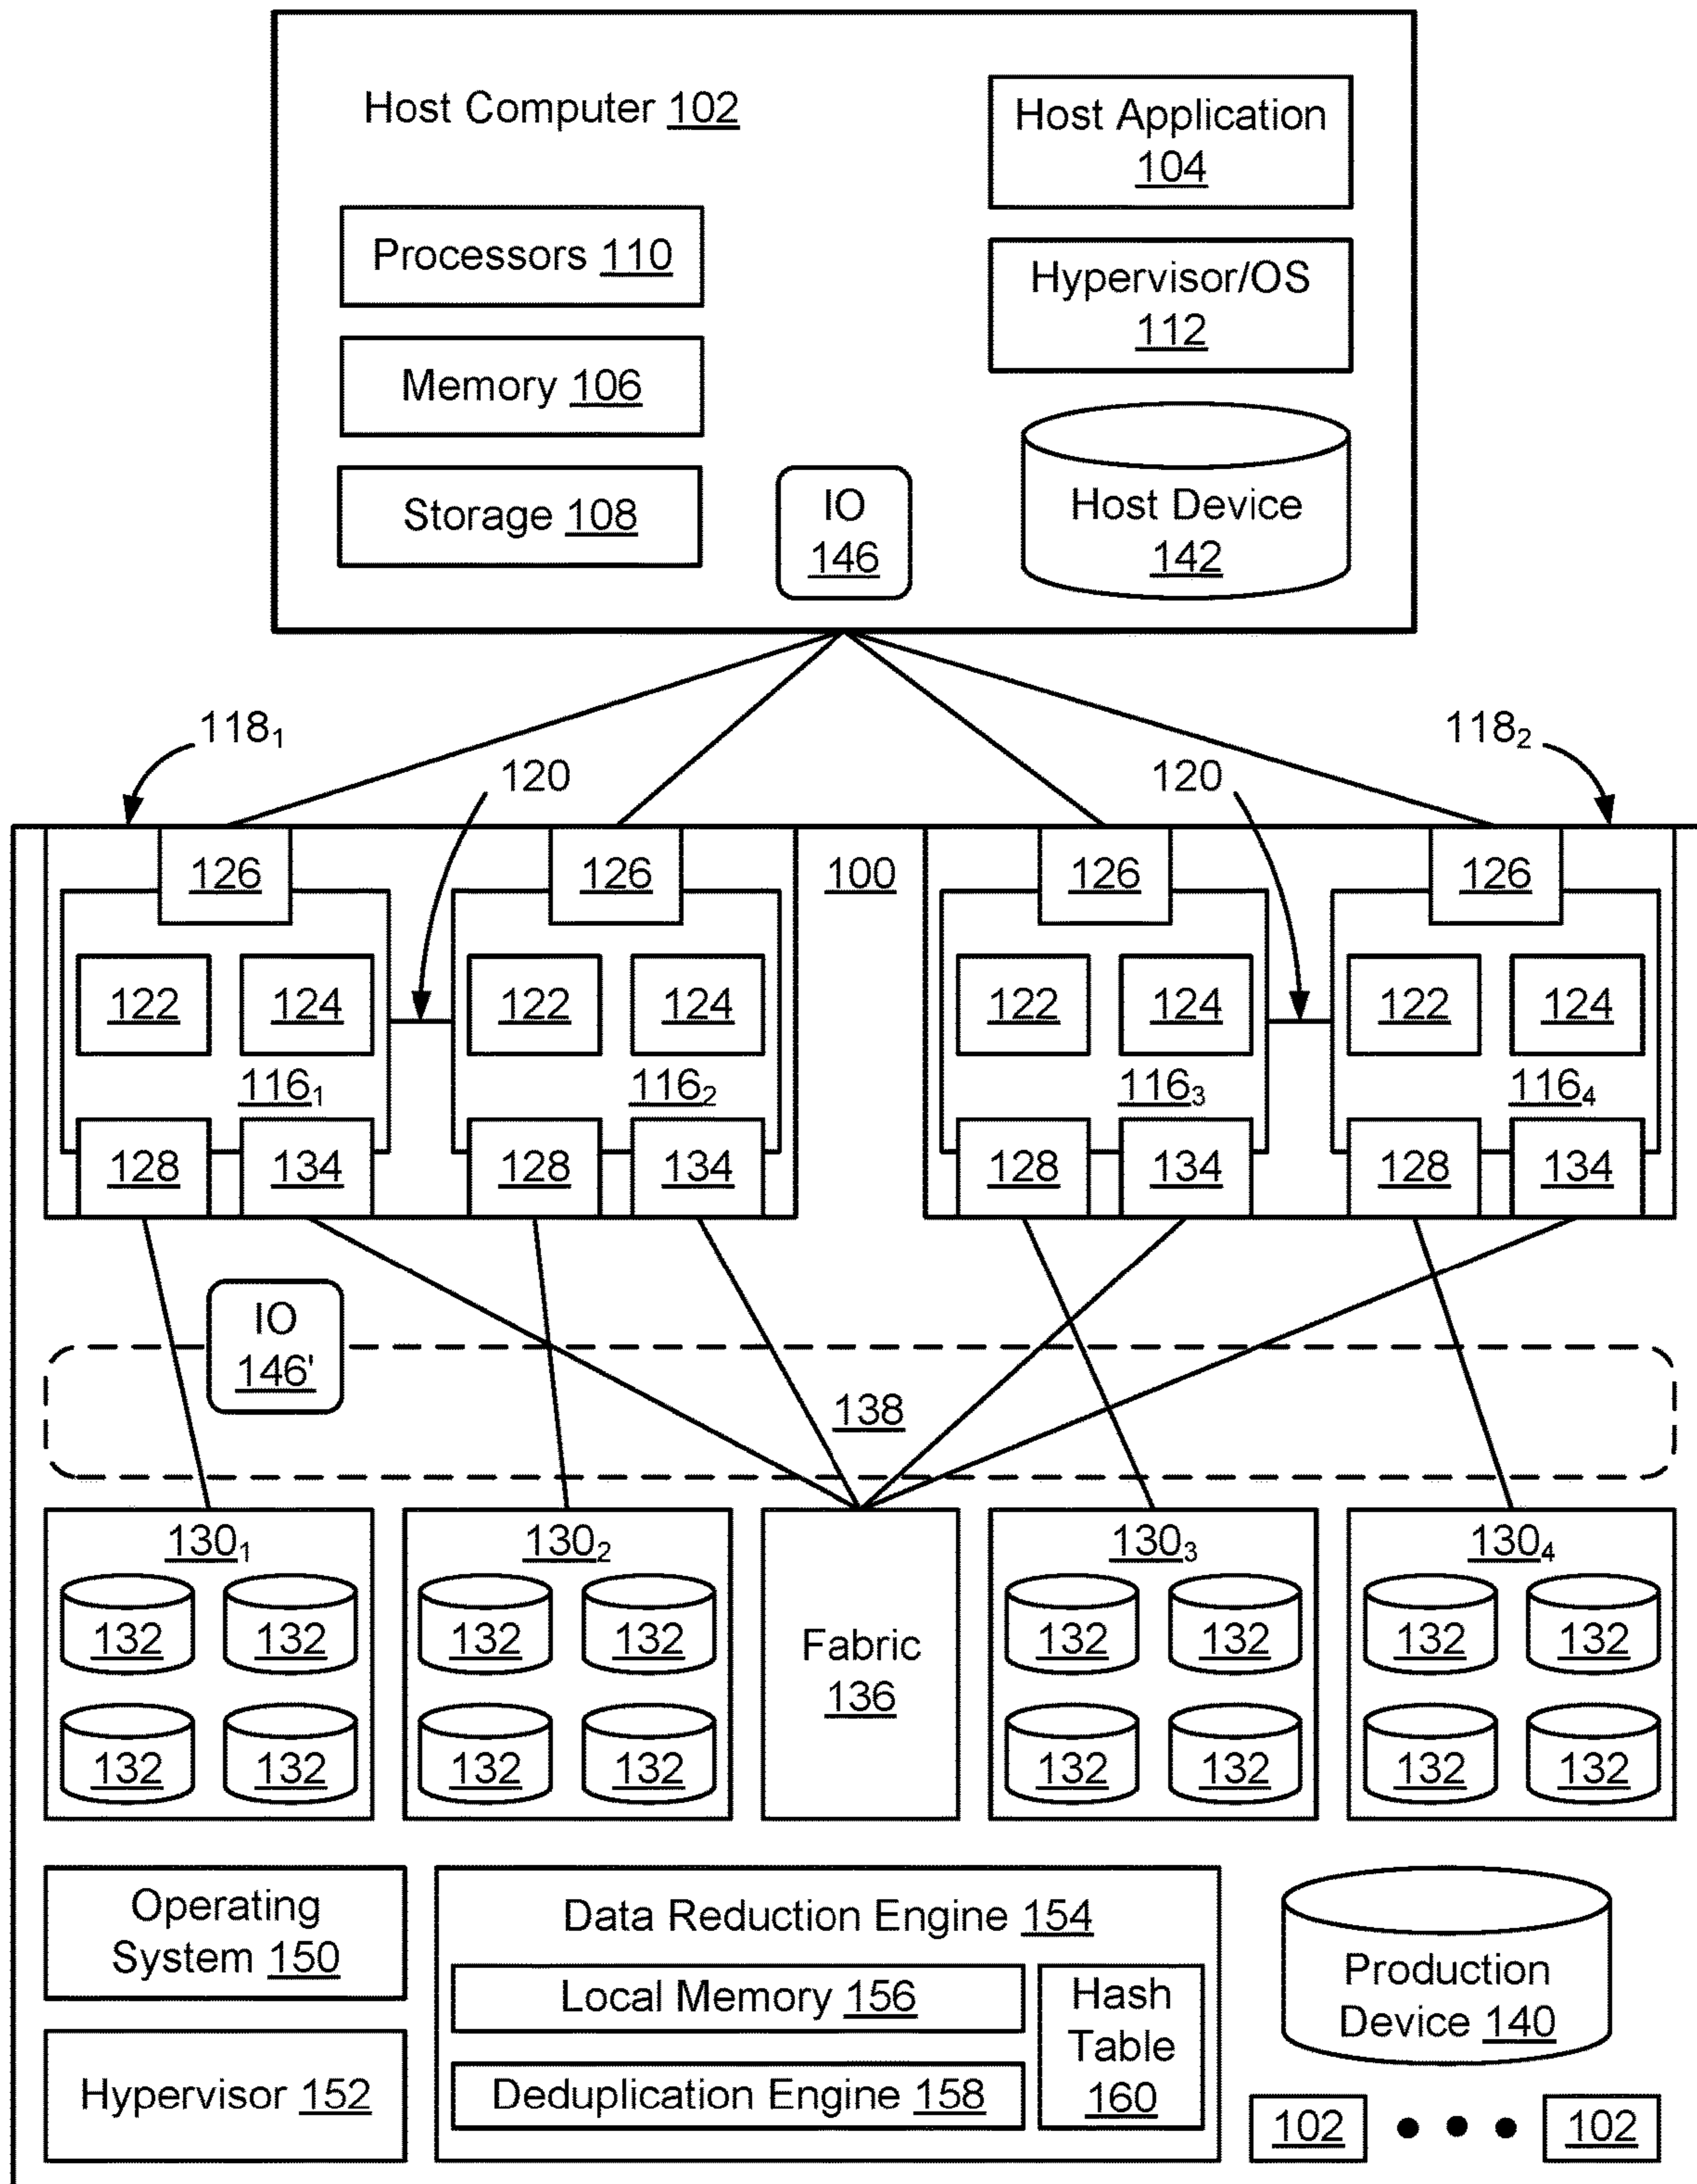 Host Computer 102
Host Application
104
Processors 110
Hypervisor/OS
112
Memory 106
Storage 108
IO
146
Host Device
142
118₁
120
120
118₂
126
126
100
126
126
122
124
122
124
122
124
122
124
116₁
116₂
116₃
116₄
128
134
128
134
128
134
128
134
IO
146'
138
130₁
130₂
130₃
130₄
132
132
132
132
132
132
132
132
Fabric
136
132
132
132
132
132
132
132
132
Operating
System 150
Data Reduction Engine 154
Local Memory 156
Hash
Table
160
Production
Device 140
Hypervisor 152
Deduplication Engine 158
102
102